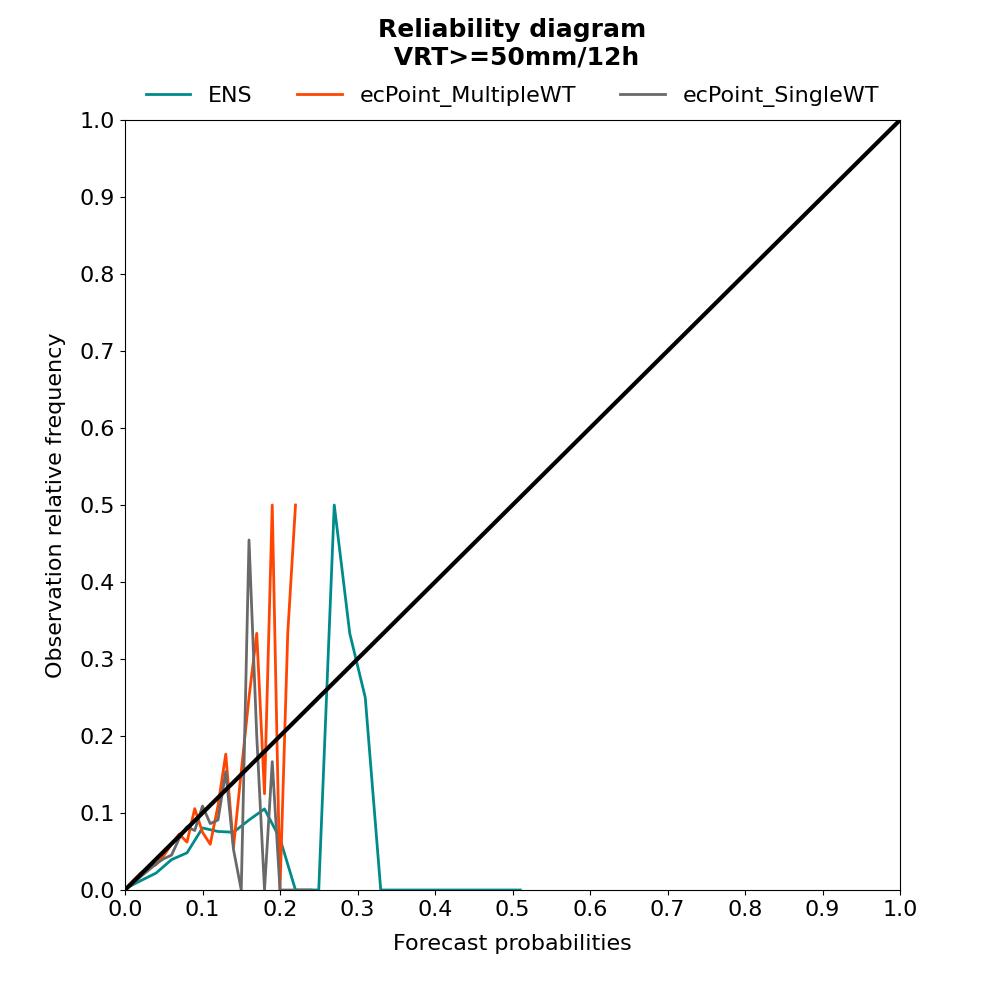 Reliability diagram
VRT>=50mm/12h
ENS ecPoint_MultipleWT ecPoint_SingleWT
1.0
0.9
0.8
0.7
0.6
0.5
0.4
0.3
0.2
0.1
0.0
Observation relative frequency
0.0 0.1 0.2 0.3 0.4 0.5 0.6 0.7 0.8 0.9 1.0
Forecast probabilities